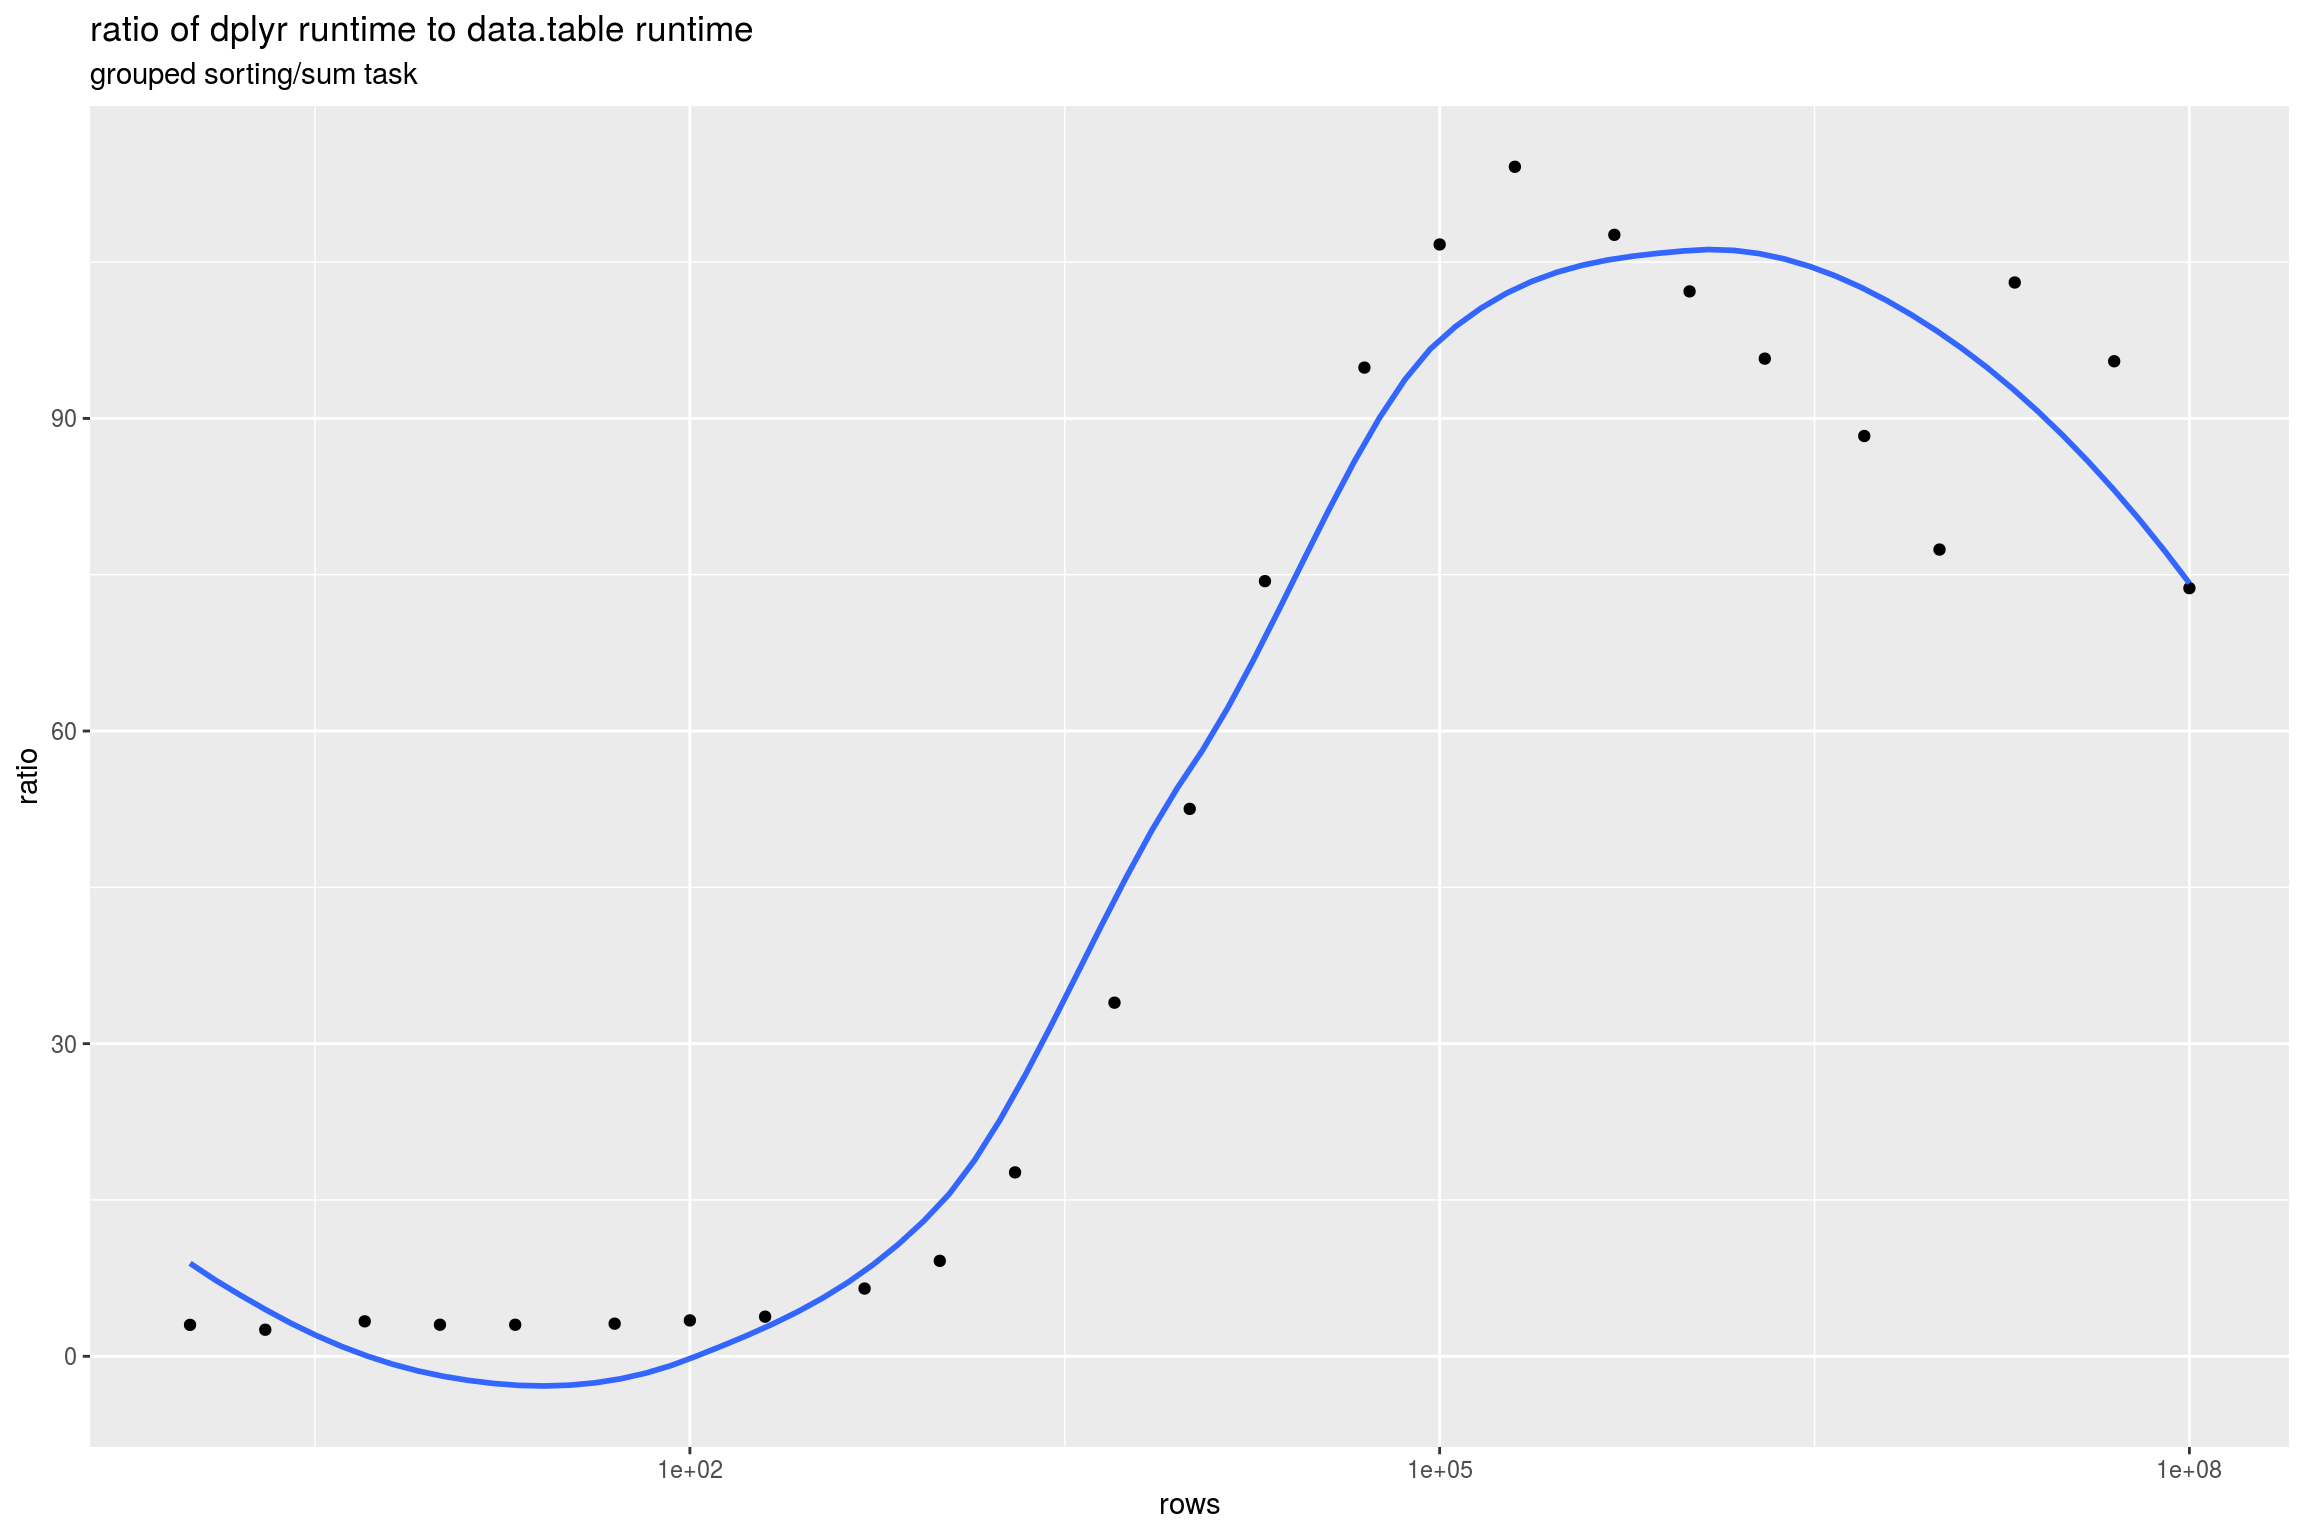 ratio of dplyr runtime to data.table runtime
grouped sorting/sum task
90
60
30
0
ratio
1e+02 1e+05 1e+08
rows